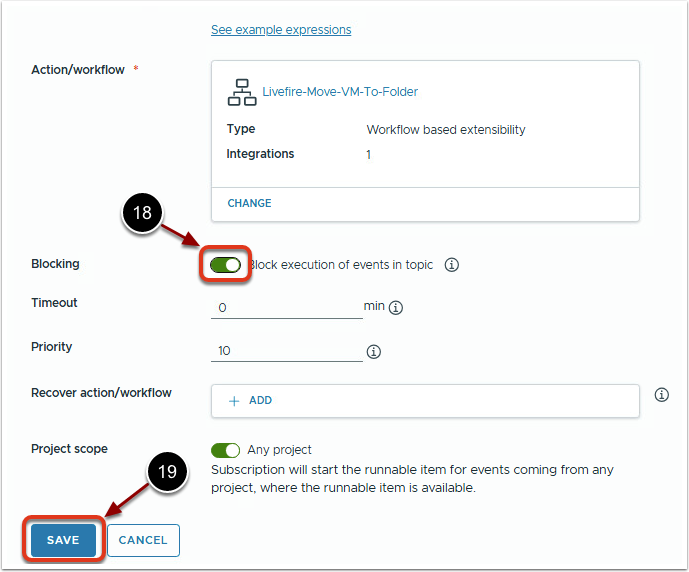 See example expressions
Action/workflow *
Livefire-Move-VM-To-Folder
Type Workflow based extensibility
Integrations 1
CHANGE
18
Blocking Block execution of events in topic
Timeout 0 min
Priority 10
Recover action/workflow + ADD
Project scope Any project
Subscription will start the runnable item for events coming from any
project, where the runnable item is available.
19
SAVE CANCEL